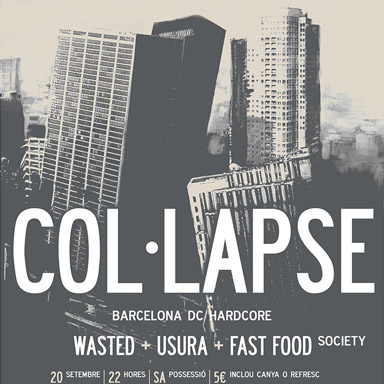 COL·LAPSE
BARCELONA DC/HARDCORE
WASTED + USURA + FAST FOOD SOCIETY
20 SETEMBRE | 22 HORES | SA POSSESSIÓ | 5€ INCLOU CANYA O REFRESC